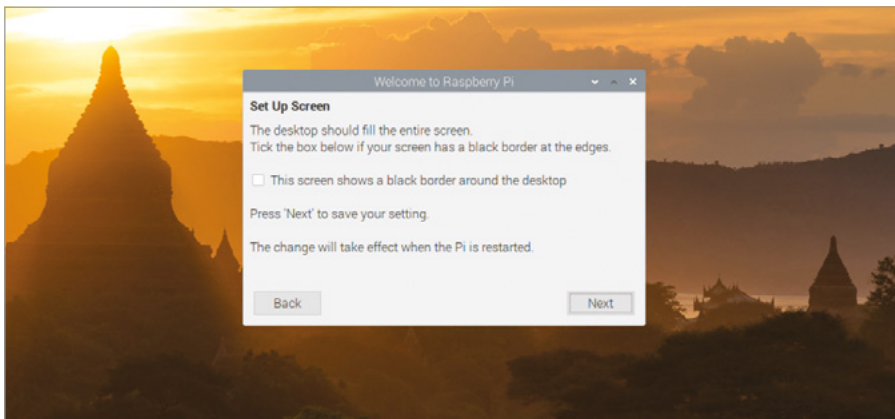 Welcome to Raspberry Pi
Set Up Screen
The desktop should fill the entire screen.
Tick the box below if your screen has a black border at the edges.
This screen shows a black border around the desktop
Press 'Next' to save your setting.
The change will take effect when the Pi is restarted.
Back
Next